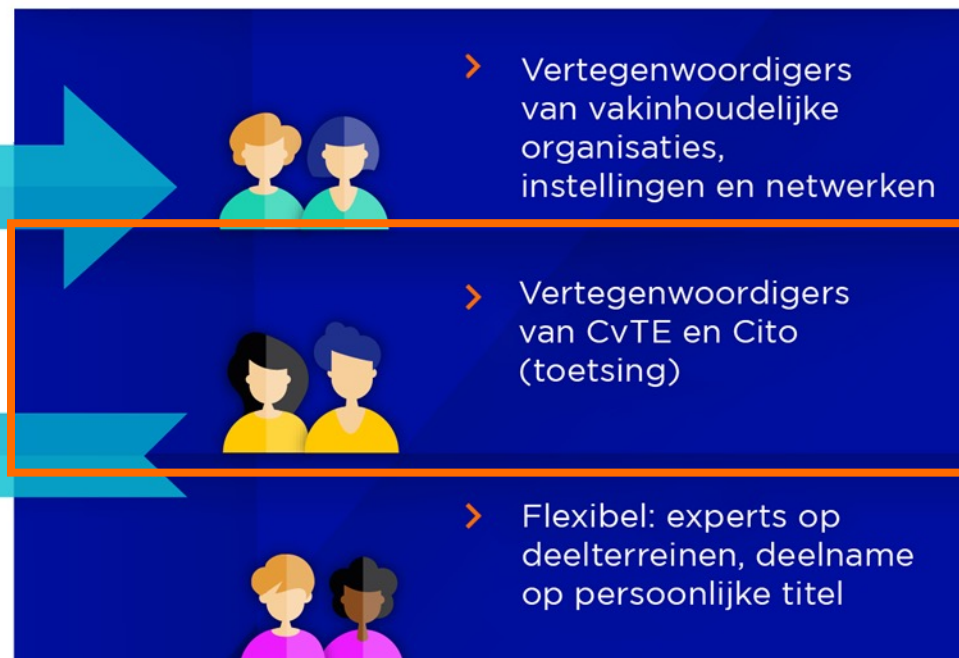 Vertegenwoordigers
van vakinhoudelijke
organisaties,
instellingen en netwerken
Vertegenwoordigers
van CvTE en Cito
(toetsing)
Flexibel: experts op
deelterreinen, deelname
op persoonlijke titel